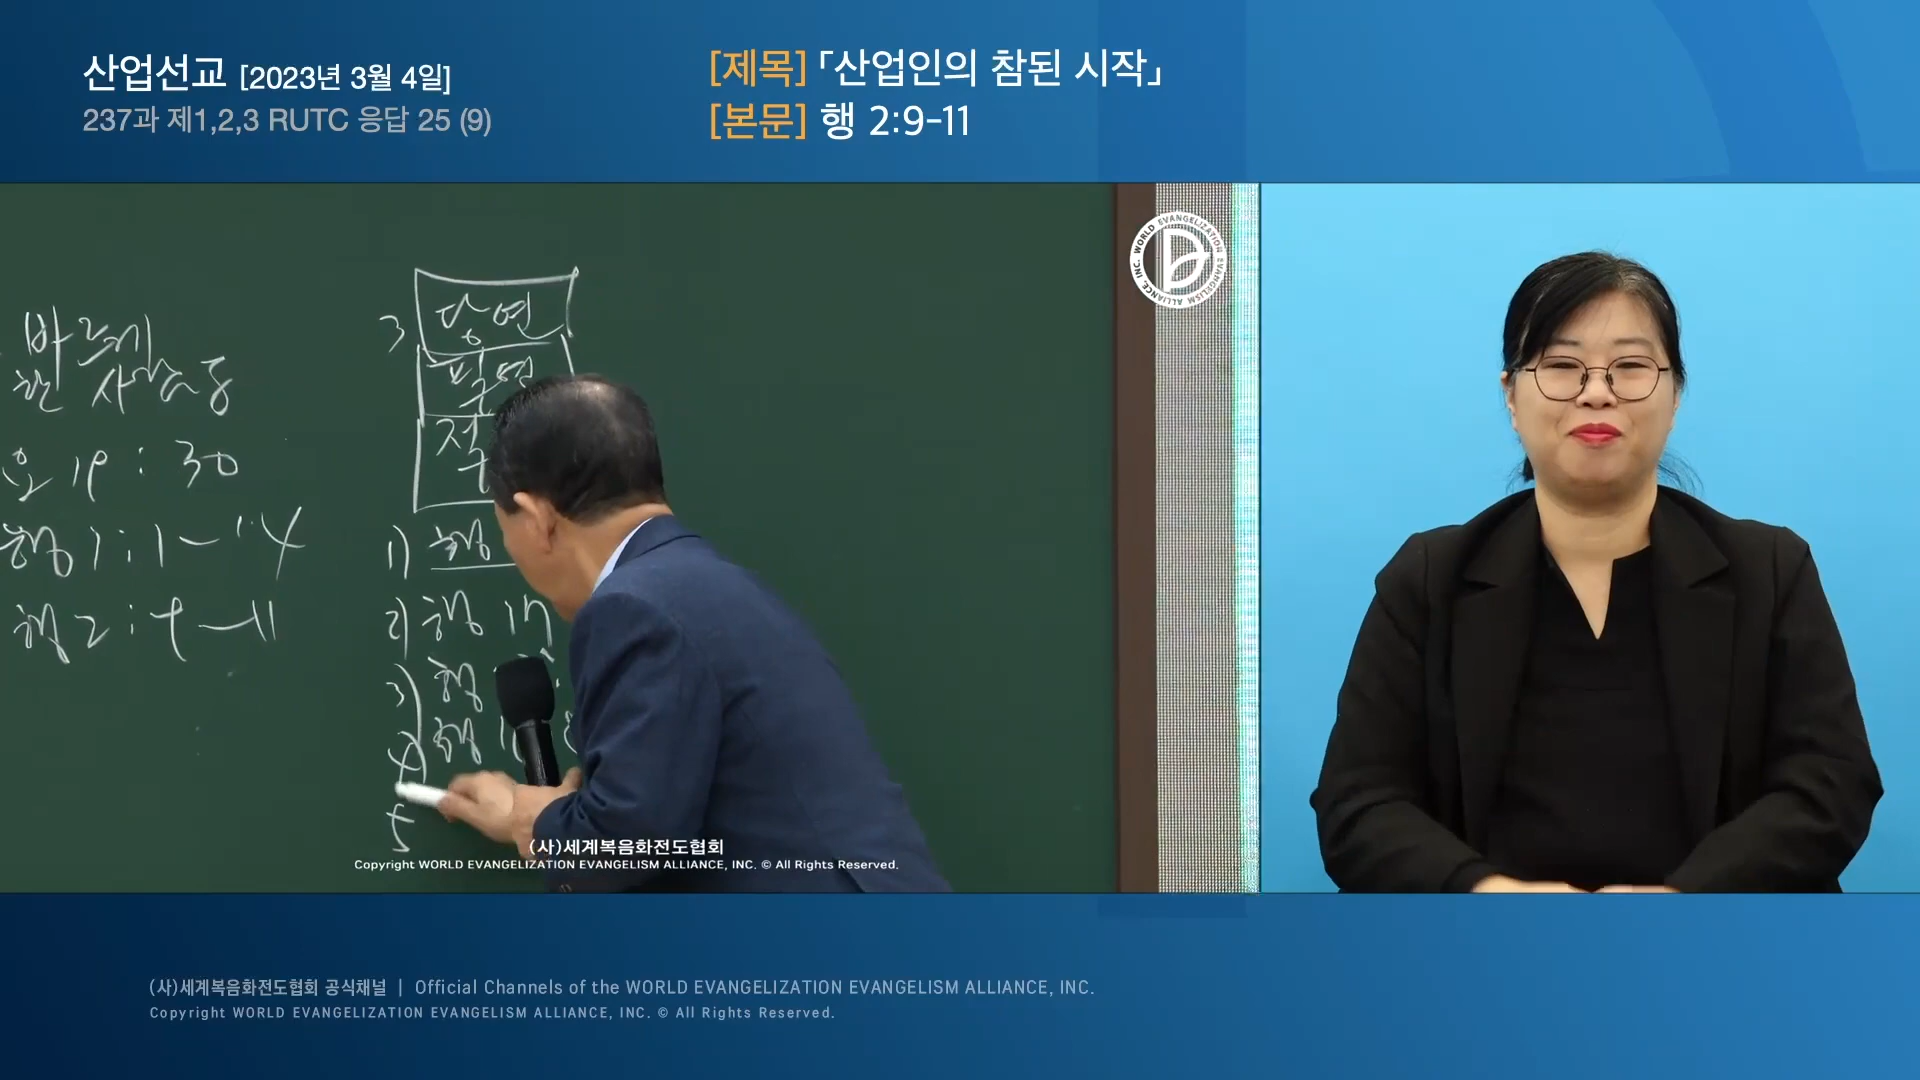 산업선교 [2023년 3월 4일]
237과 제1,2,3 RUTC 응답 25 (9)
[제목] 「산업인의 참된 시작」
[본문] 행 2:9-11
WORLD EVANGELIZATION EVANGELISM ALLIANCE, INC.
요 19 : 30
행 1 : 1 ~ 14
행 2 : 9 ~ 11
3
당연
필연
절
1) 행
2) 행 17
3) 행
4) 행 1
5
(사)세계복음화전도협회
Copyright WORLD EVANGELIZATION EVANGELISM ALLIANCE, INC. © All Rights Reserved.
(사)세계복음화전도협회 공식채널 | Official Channels of the WORLD EVANGELIZATION EVANGELISM ALLIANCE, INC.
Copyright WORLD EVANGELIZATION EVANGELISM ALLIANCE, INC. © All Rights Reserved.